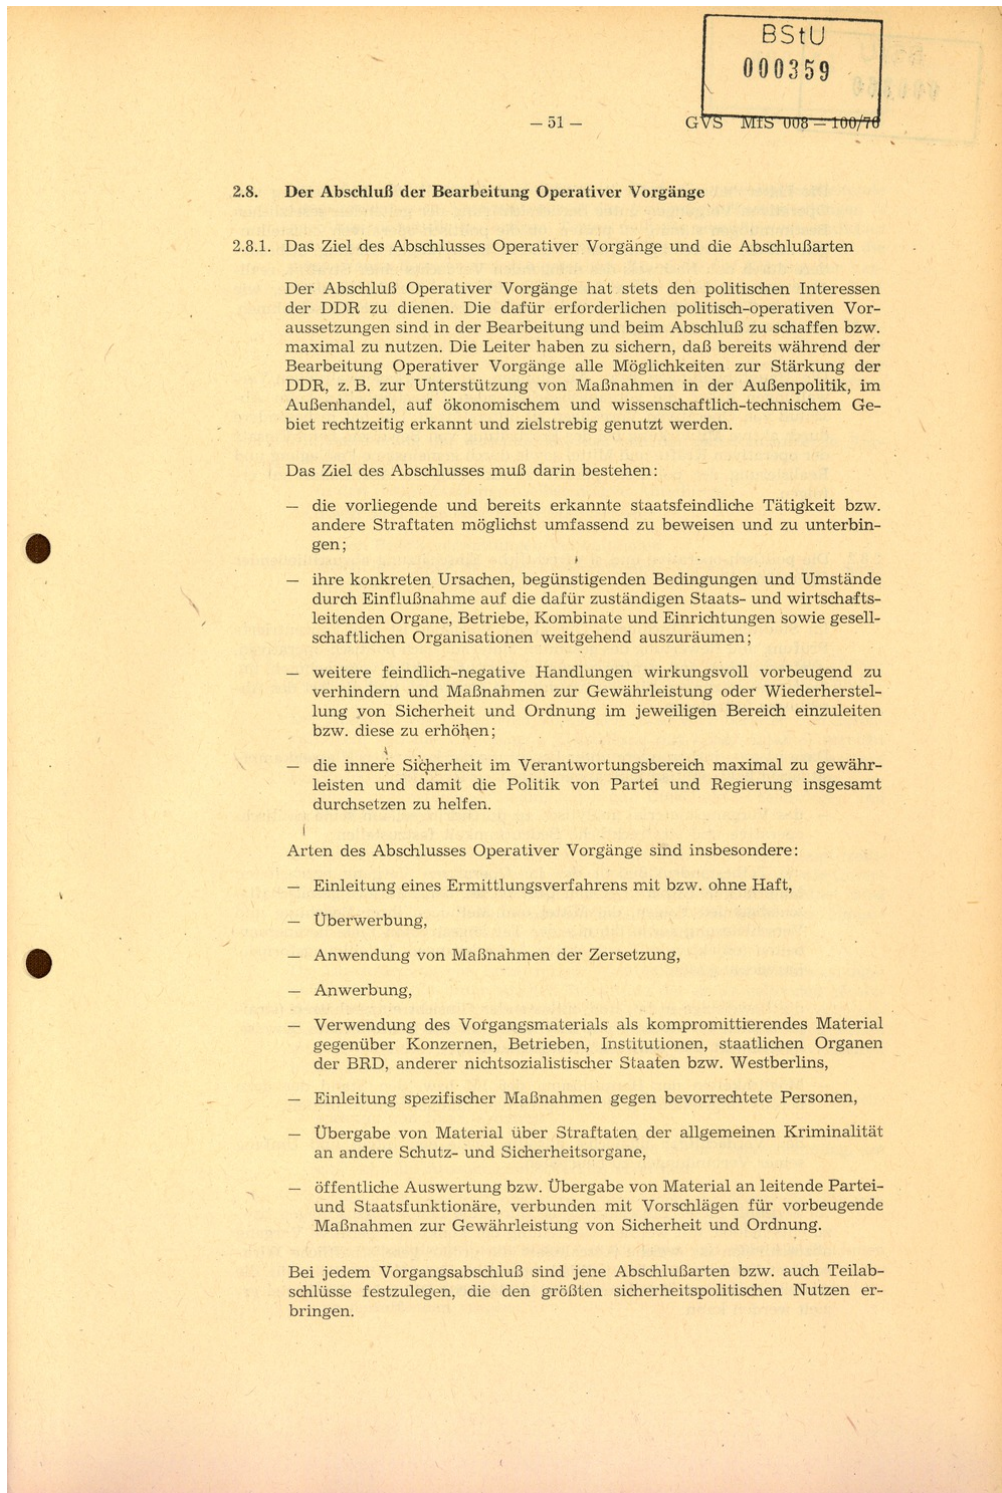 BStU
000359
— 51 —
GVS MfS 008 — 100/76
2.8. Der Abschluß der Bearbeitung Operativer Vorgänge
2.8.1. Das Ziel des Abschlusses Operativer Vorgänge und die Abschlußarten
Der Abschluß Operativer Vorgänge hat stets den politischen Interessen
der DDR zu dienen. Die dafür erforderlichen politisch-operativen Vor-
aussetzungen sind in der Bearbeitung und beim Abschluß zu schaffen bzw.
maximal zu nutzen. Die Leiter haben zu sichern, daß bereits während der
Bearbeitung Operativer Vorgänge alle Möglichkeiten zur Stärkung der
DDR, z. B. zur Unterstützung von Maßnahmen in der Außenpolitik, im
Außenhandel, auf ökonomischem und wissenschaftlich-technischem Ge-
biet rechtzeitig erkannt und zielstrebig genutzt werden.
Das Ziel des Abschlusses muß darin bestehen:
— die vorliegende und bereits erkannte staatsfeindliche Tätigkeit bzw.
andere Straftaten möglichst umfassend zu beweisen und zu unterbin-
gen;
— ihre konkreten Ursachen, begünstigenden Bedingungen und Umstände
durch Einflußnahme auf die dafür zuständigen Staats- und wirtschafts-
leitenden Organe, Betriebe, Kombinate und Einrichtungen sowie gesell-
schaftlichen Organisationen weitgehend auszuräumen;
— weitere feindlich-negative Handlungen wirkungsvoll vorbeugend zu
verhindern und Maßnahmen zur Gewährleistung oder Wiederherstel-
lung von Sicherheit und Ordnung im jeweiligen Bereich einzuleiten
bzw. diese zu erhöhen;
— die innere Sicherheit im Verantwortungsbereich maximal zu gewähr-
leisten und damit die Politik von Partei und Regierung insgesamt
durchsetzen zu helfen.
Arten des Abschlusses Operativer Vorgänge sind insbesondere:
— Einleitung eines Ermittlungsverfahrens mit bzw. ohne Haft,
— Überwerbung,
— Anwendung von Maßnahmen der Zersetzung,
— Anwerbung,
— Verwendung des Vorgangsmaterials als kompromittierendes Material
gegenüber Konzernen, Betrieben, Institutionen, staatlichen Organen
der BRD, anderer nichtsozialistischer Staaten bzw. Westberlins,
— Einleitung spezifischer Maßnahmen gegen bevorrechtete Personen,
— Übergabe von Material über Straftaten der allgemeinen Kriminalität
an andere Schutz- und Sicherheitsorgane,
— öffentliche Auswertung bzw. Übergabe von Material an leitende Partei-
und Staatsfunktionäre, verbunden mit Vorschlägen für vorbeugende
Maßnahmen zur Gewährleistung von Sicherheit und Ordnung.
Bei jedem Vorgangsabschluß sind jene Abschlußarten bzw. auch Teilab-
schlüsse festzulegen, die den größten sicherheitspolitischen Nutzen er-
bringen.